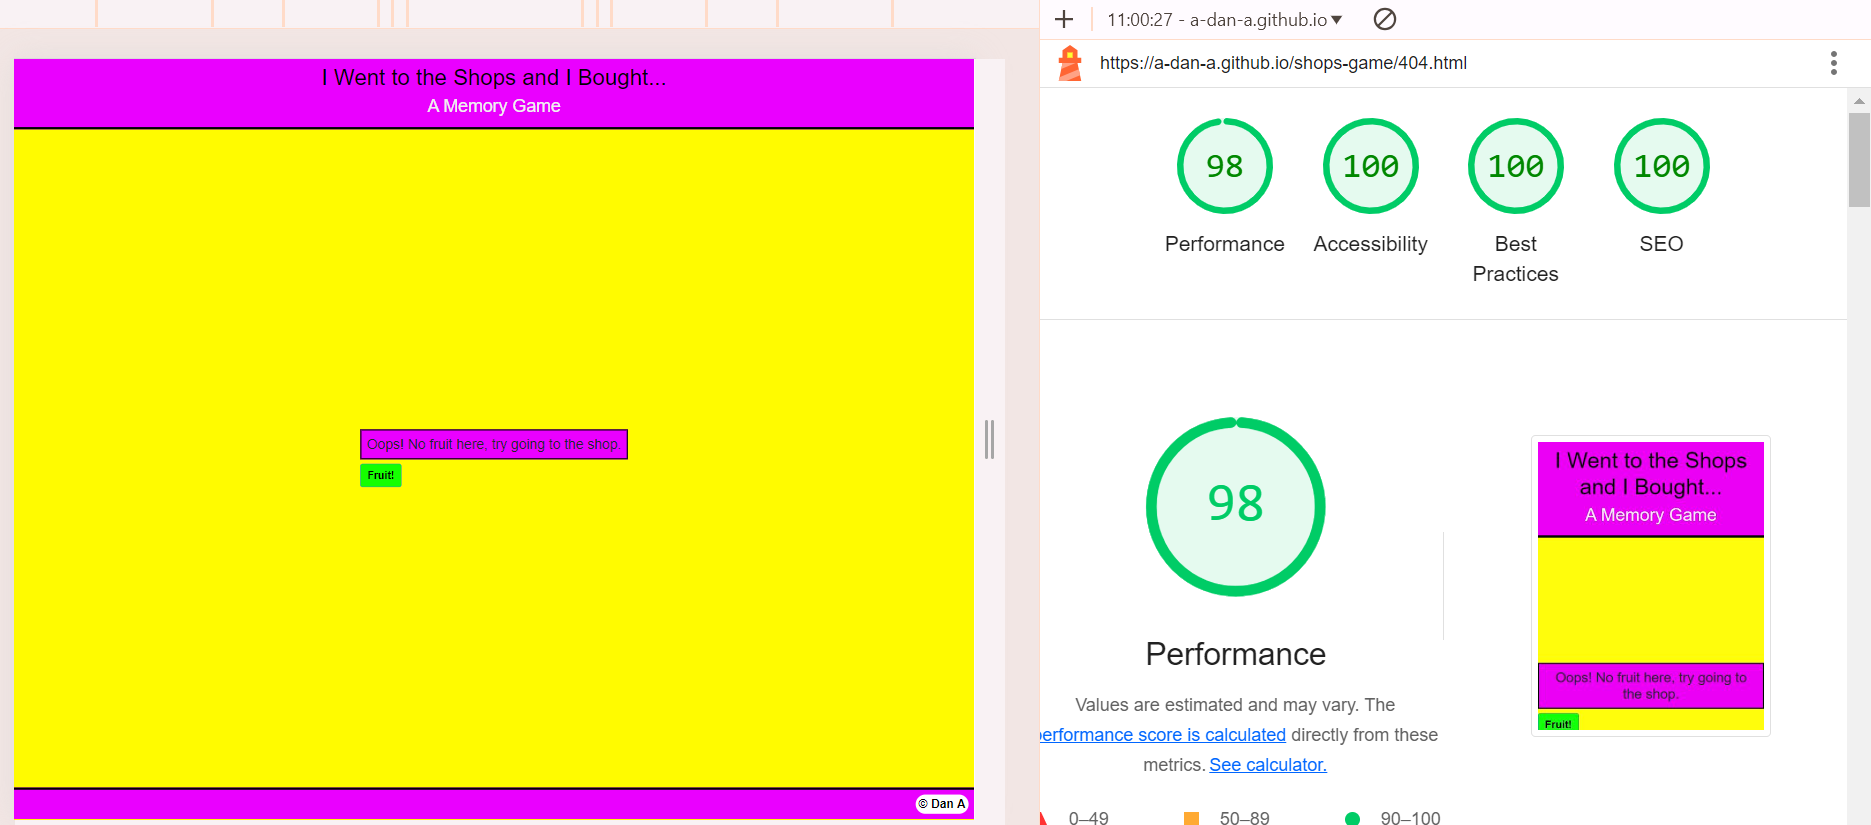 I Went to the Shops and I Bought...
A Memory Game
Oops! No fruit here, try going to the shop.
Fruit!
© Dan A
11:00:27 - a-dan-a.github.io
https://a-dan-a.github.io/shops-game/404.html
98
100
100
100
Performance
Accessibility
Best
Practices
SEO
98
Performance
Values are estimated and may vary. The
performance score is calculated directly from these
metrics. See calculator.
0–49
50–89
90–100
I Went to the Shops
and I Bought...
A Memory Game
Oops! No fruit here, try going to
the shop.
Fruit!